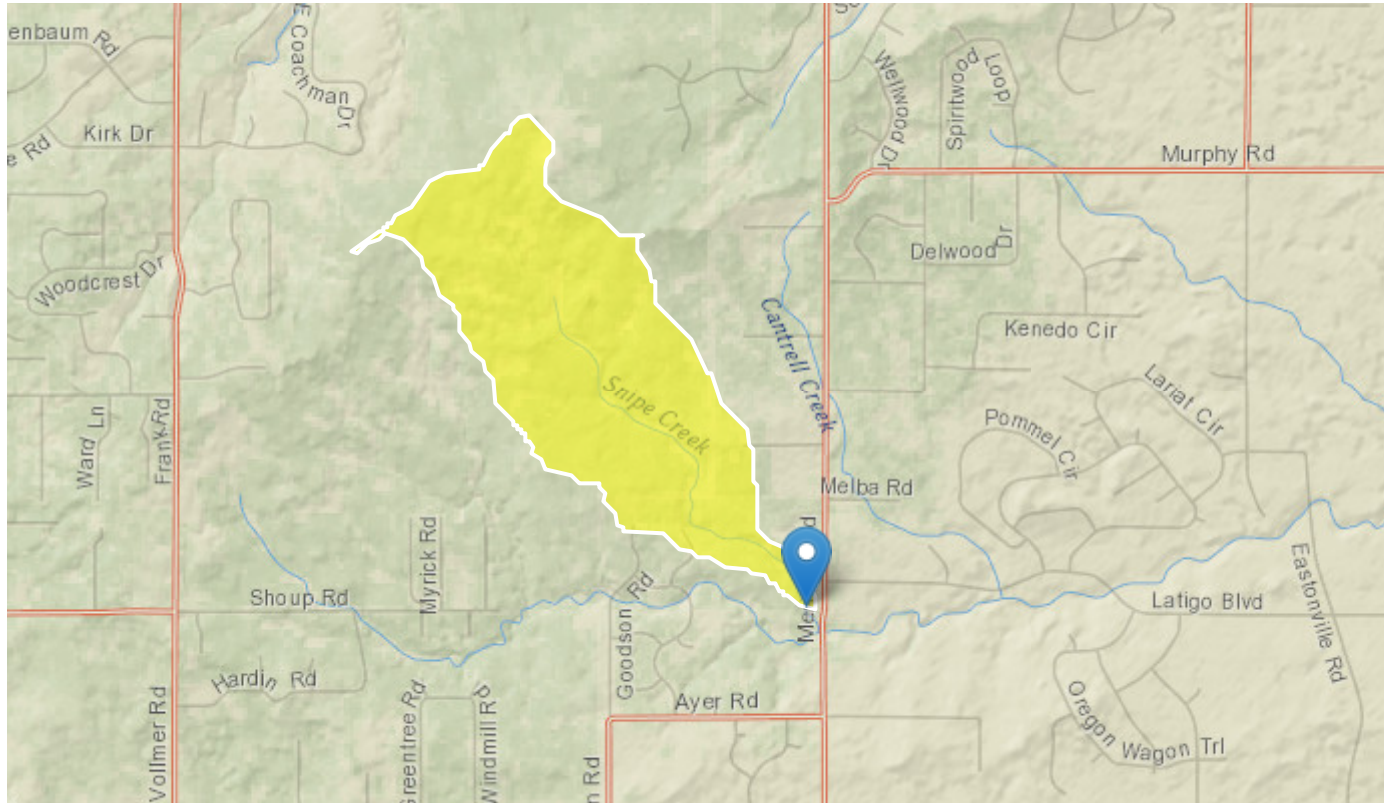 enbaum Rd
E Coachman Dr
Wellwood Dr
Spiritwood Loop
Kirk Dr
e Rd
Murphy Rd
Woodcrest Dr
Delwood Dr
Cantrell Creek
Kenedo Cir
Snipe Creek
Lariat Cir
Pommel Cir
Ward Ln
Frank Rd
Melba Rd
Myrick Rd
Shoup Rd
Goodson Rd
Me
Latigo Blvd
Eastonville Rd
Hardin Rd
Ayer Rd
Vollmer Rd
Greentree Rd
Windmill R
n Rd
Oregon Wagon Trl